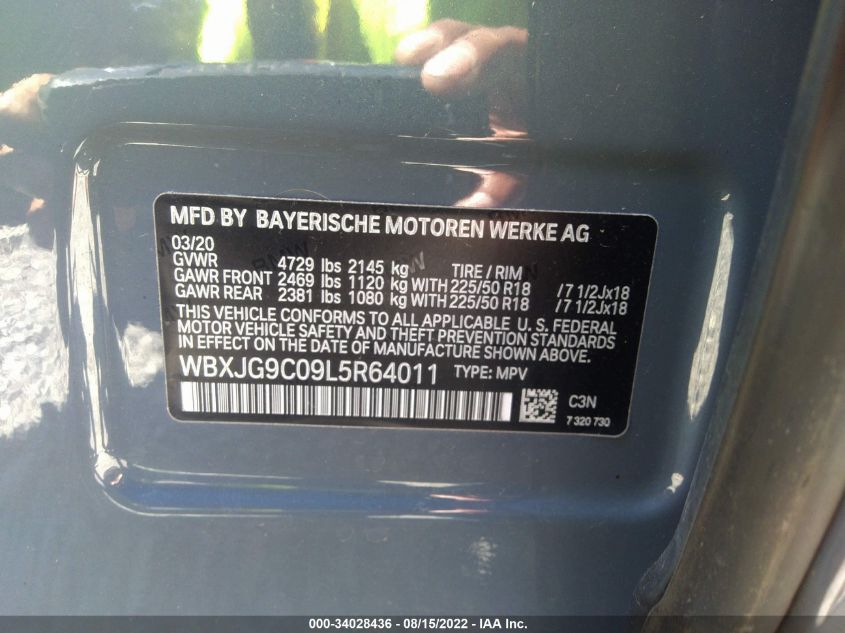 MFD BY BAYERISCHE MOTOREN WERKE AG
03/20
GVWR 4729 lbs 2145 kg TIRE / RIM
GAWR FRONT 2469 lbs 1120 kg WITH 225/50 R18 /7 1/2Jx18
GAWR REAR 2381 lbs 1080 kg WITH 225/50 R18 /7 1/2Jx18
THIS VEHICLE CONFORMS TO ALL APPLICABLE U. S. FEDERAL
MOTOR VEHICLE SAFETY AND THEFT PREVENTION STANDARDS
IN EFFECT ON THE DATE OF MANUFACTURE SHOWN ABOVE.
WBXJG9C09L5R64011 TYPE: MPV
C3N
7 320 730
000-34028436 - 08/15/2022 - IAA Inc.